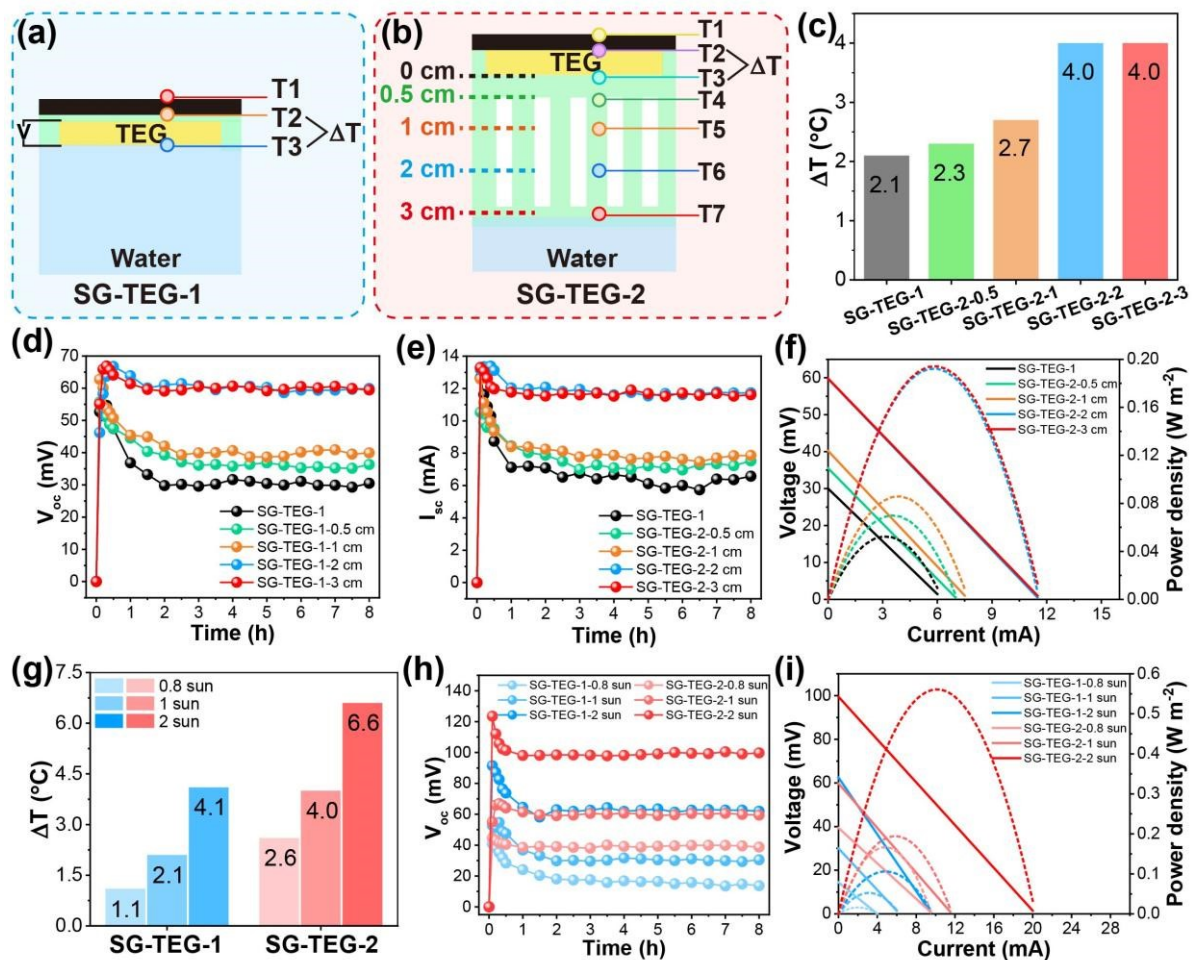 (a)
T1
T2
TEG
V
T3
ΔT
Water
SG-TEG-1
(b)
T1
T2
TEG
0 cm
T3
ΔT
0.5 cm
T4
1 cm
T5
2 cm
T6
3 cm
T7
Water
SG-TEG-2
(c)
ΔT (°C)
4
3
2
1
0
2.1
2.3
2.7
4.0
4.0
SG-TEG-1
SG-TEG-2-0.5
SG-TEG-2-1
SG-TEG-2-2
SG-TEG-2-3
(d)
Voc (mV)
70
60
50
40
30
20
10
0
SG-TEG-1
SG-TEG-1-0.5 cm
SG-TEG-1-1 cm
SG-TEG-1-2 cm
SG-TEG-1-3 cm
0 1 2 3 4 5 6 7 8
Time (h)
(e)
Isc (mA)
14
12
10
8
6
4
2
0
SG-TEG-1
SG-TEG-2-0.5 cm
SG-TEG-2-1 cm
SG-TEG-2-2 cm
SG-TEG-2-3 cm
0 1 2 3 4 5 6 7 8
Time (h)
(f)
Voltage (mV)
60
50
40
30
20
10
0
SG-TEG-1
SG-TEG-2-0.5 cm
SG-TEG-2-1 cm
SG-TEG-2-2 cm
SG-TEG-2-3 cm
0.20
0.16
0.12
0.08
0.04
0.00
Power density (W m-2)
0 3 6 9 12 15
Current (mA)
(g)
ΔT (°C)
7.5
6.0
4.5
3.0
1.5
0.0
0.8 sun
1 sun
2 sun
1.1
2.1
4.1
2.6
4.0
6.6
SG-TEG-1 SG-TEG-2
(h)
Voc (mV)
140
120
100
80
60
40
20
0
SG-TEG-1-0.8 sun SG-TEG-2-0.8 sun
SG-TEG-1-1 sun SG-TEG-2-1 sun
SG-TEG-1-2 sun SG-TEG-2-2 sun
0 1 2 3 4 5 6 7 8
Time (h)
(i)
Voltage (mV)
100
80
60
40
20
0
SG-TEG-1-0.8 sun
SG-TEG-1-1 sun
SG-TEG-1-2 sun
SG-TEG-2-0.8 sun
SG-TEG-2-1 sun
SG-TEG-2-2 sun
0.6
0.5
0.4
0.3
0.2
0.1
0.0
Power density (W m-2)
0 4 8 12 16 20 24 28
Current (mA)